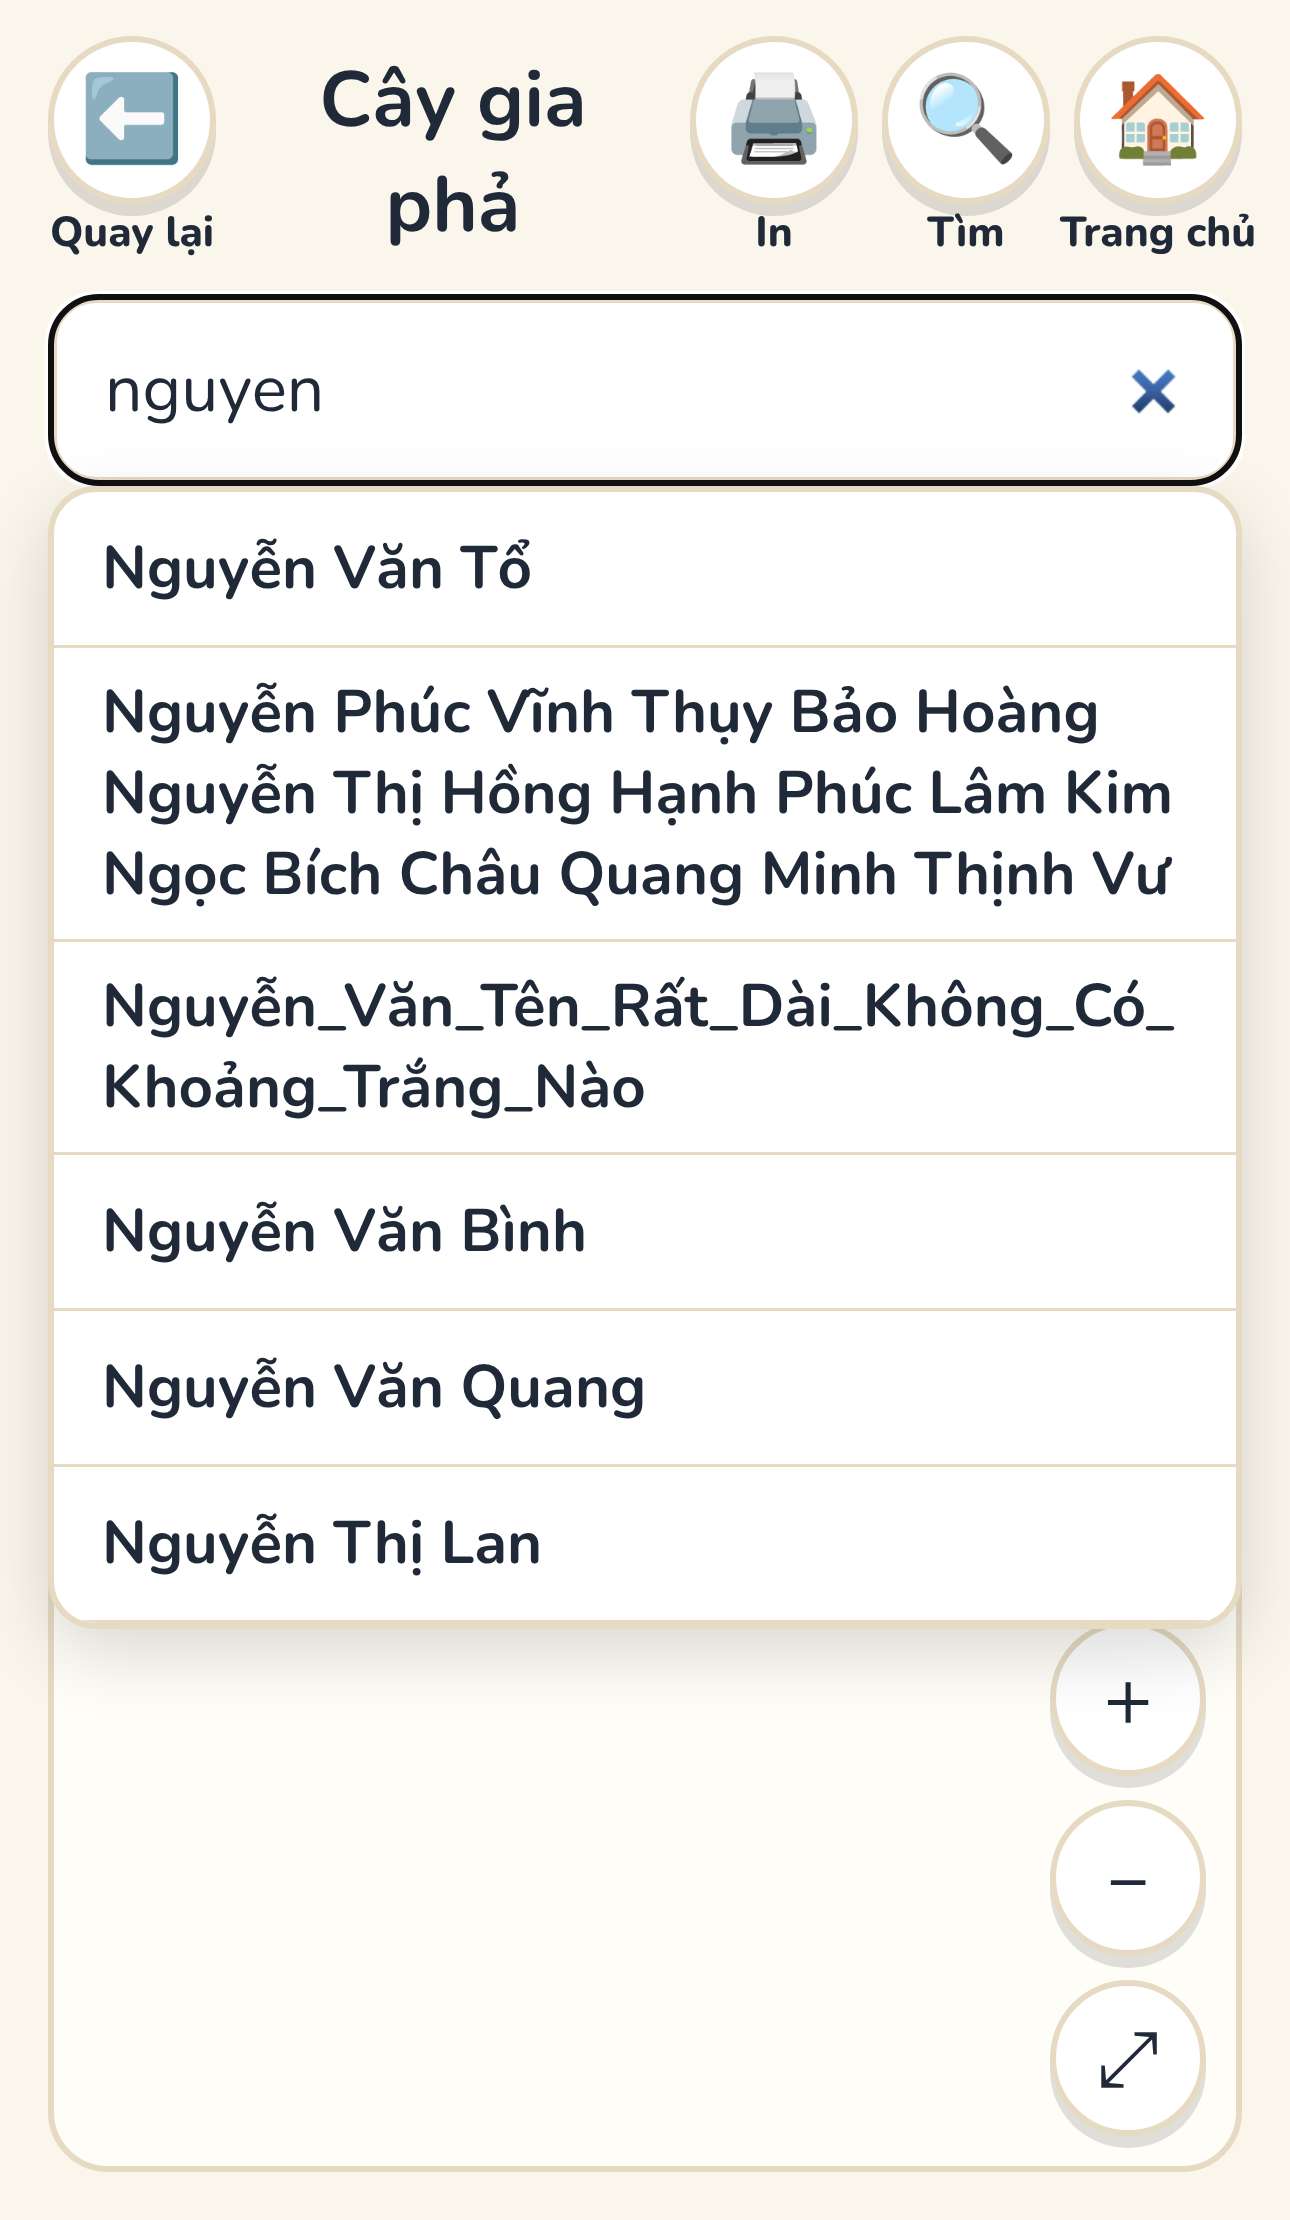 Cây gia
phả
Quay lại
In
Tìm
Trang chủ
nguyen
Nguyễn Văn Tổ
Nguyễn Phúc Vĩnh Thụy Bảo Hoàng
Nguyễn Thị Hồng Hạnh Phúc Lâm Kim
Ngọc Bích Châu Quang Minh Thịnh Vư
Nguyễn_Văn_Tên_Rất_Dài_Không_Có_
Khoảng_Trắng_Nào
Nguyễn Văn Bình
Nguyễn Văn Quang
Nguyễn Thị Lan
+
−